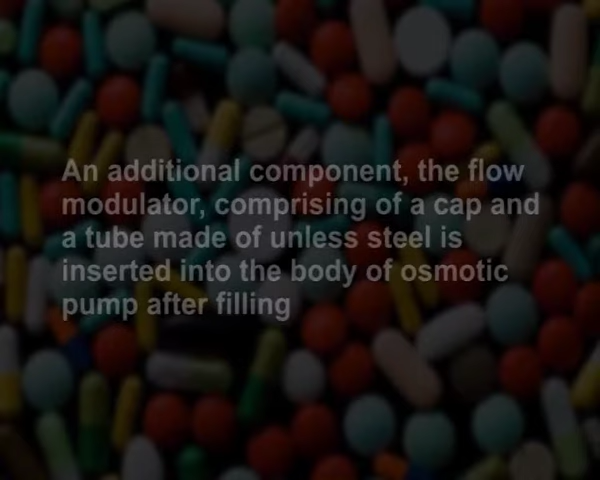 An additional component, the flow
modulator, comprising of a cap and
a tube made of unless steel is
inserted into the body of osmotic
pump after filling